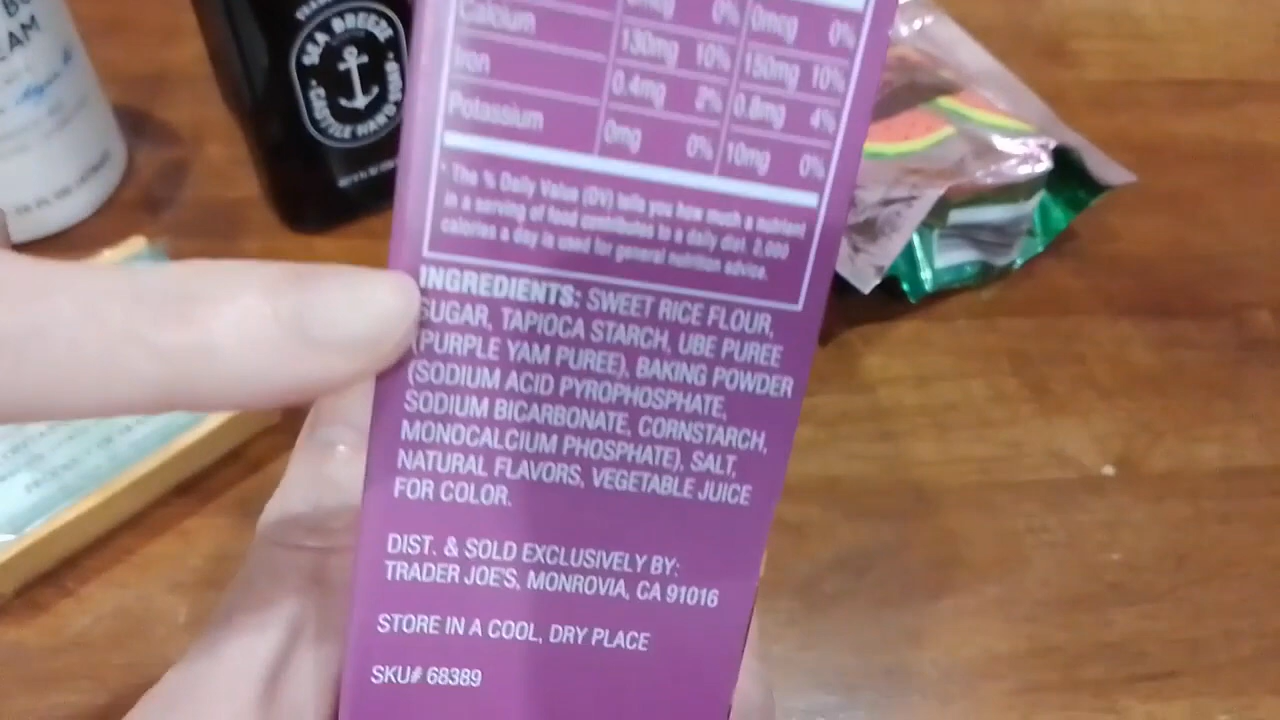 SEA BREEZE
Calcium 130mg 10% 150mg 10%
0mcg 0%
Iron 0.4mg 2% 0.8mg 4%
Potassium 0mg 0% 10mg 0%
* The % Daily Value (DV) tells you how much a nutrient
in a serving of food contributes to a daily diet. 2,000
calories a day is used for general nutrition advice.
INGREDIENTS: SWEET RICE FLOUR,
SUGAR, TAPIOCA STARCH, UBE PUREE
(PURPLE YAM PUREE), BAKING POWDER
(SODIUM ACID PYROPHOSPHATE,
SODIUM BICARBONATE, CORNSTARCH,
MONOCALCIUM PHOSPHATE), SALT,
NATURAL FLAVORS, VEGETABLE JUICE
FOR COLOR.
DIST. & SOLD EXCLUSIVELY BY:
TRADER JOE'S, MONROVIA, CA 91016
STORE IN A COOL, DRY PLACE
SKU# 68389